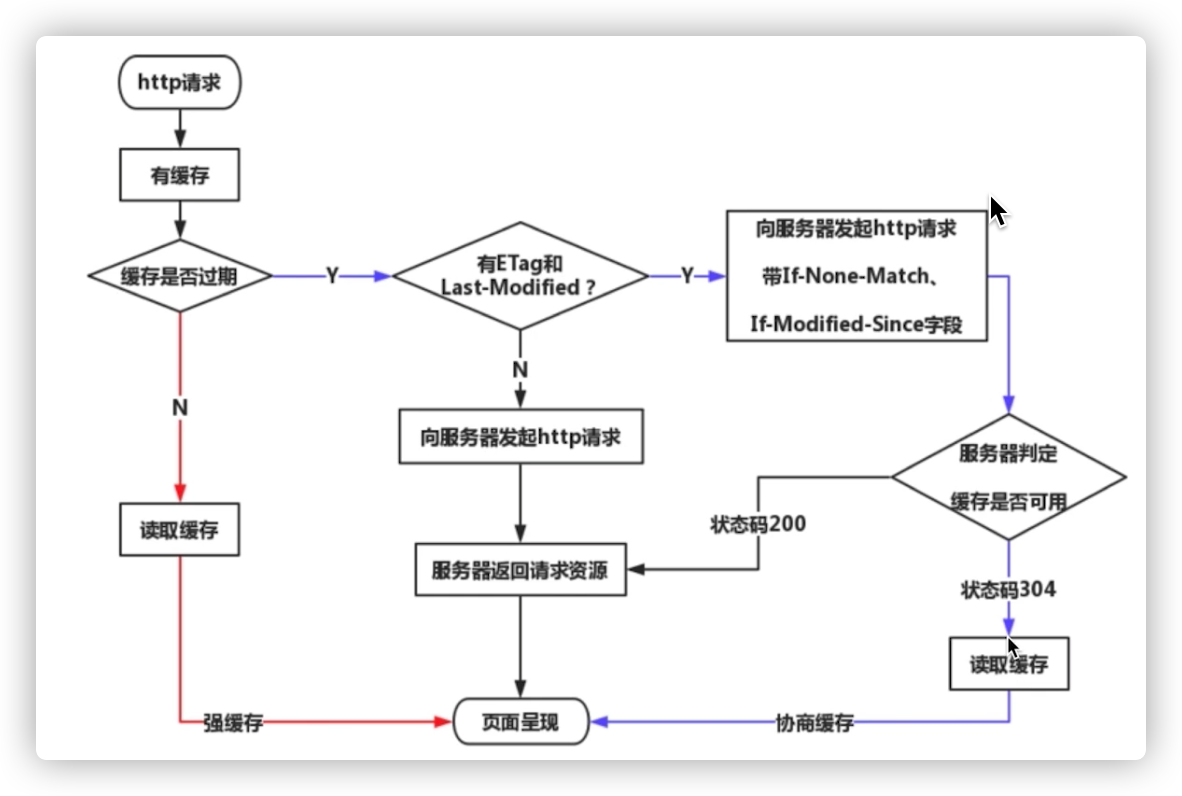 http请求
有缓存
缓存是否过期
Y
有ETag和
Last-Modified ?
Y
向服务器发起http请求
带If-None-Match、
If-Modified-Since字段
N
N
向服务器发起http请求
服务器判定
缓存是否可用
读取缓存
状态码200
服务器返回请求资源
状态码304
读取缓存
强缓存
页面呈现
协商缓存